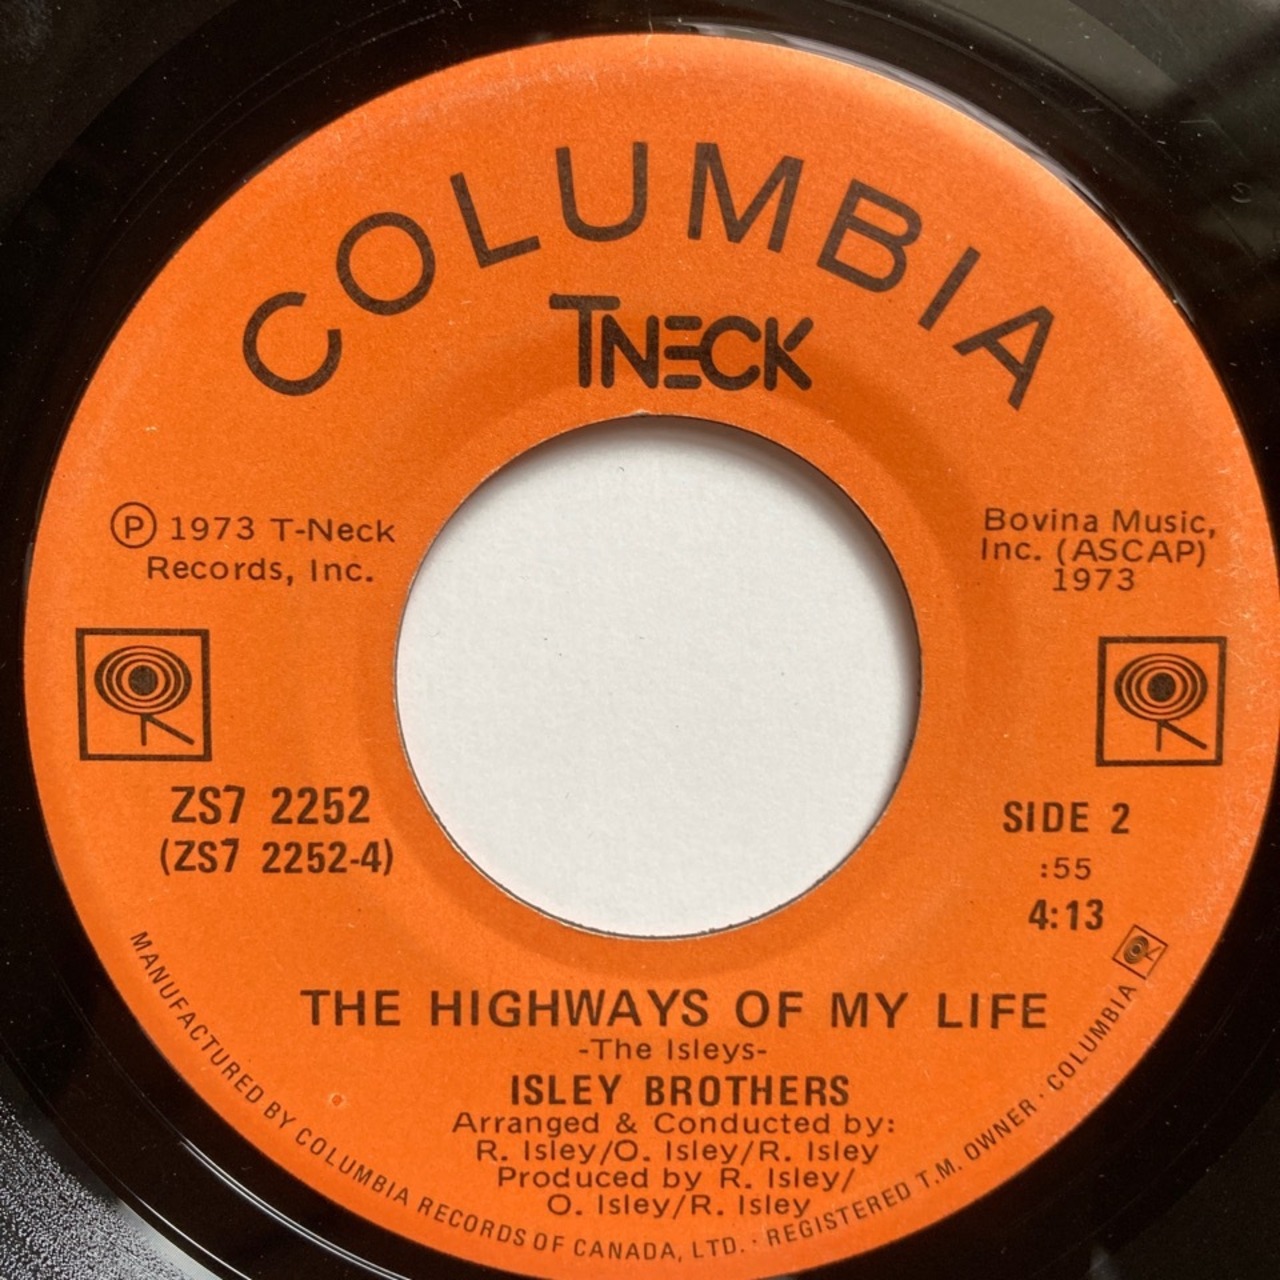 COLUMBIA
TNECK
Ⓟ 1973 T-Neck
Records, Inc.
Bovina Music,
Inc. (ASCAP)
1973
ZS7 2252
(ZS7 2252-4)
SIDE 2
:55
4:13
THE HIGHWAYS OF MY LIFE
-The Isleys-
ISLEY BROTHERS
Arranged & Conducted by:
R. Isley/O. Isley/R. Isley
Produced by R. Isley/
O. Isley/R. Isley
MANUFACTURED BY COLUMBIA RECORDS OF CANADA, LTD. · REGISTERED T.M. OWNER · COLUMBIA